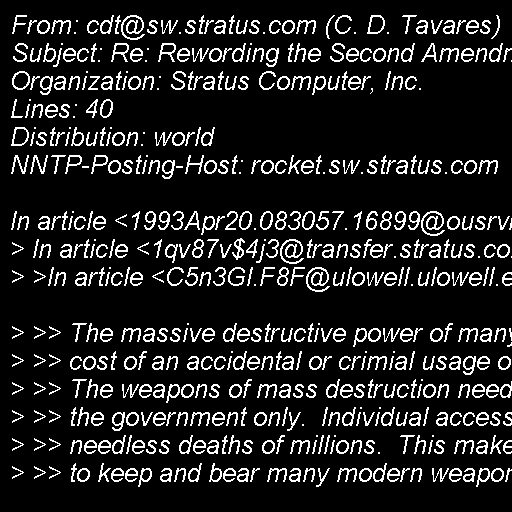 From: cdt@sw.stratus.com (C. D. Tavares)
Subject: Re: Rewording the Second Amendm
Organization: Stratus Computer, Inc.
Lines: 40
Distribution: world
NNTP-Posting-Host: rocket.sw.stratus.com

In article <1993Apr20.083057.16899@ousrv
> In article <1qv87v$4j3@transfer.stratus.co
> >In article <C5n3GI.F8F@ulowell.ulowell.e

> >> The massive destructive power of many
> >> cost of an accidental or crimial usage o
> >> The weapons of mass destruction need
> >> the government only.  Individual access
> >> needless deaths of millions.  This make
> >> to keep and bear many modern weapon